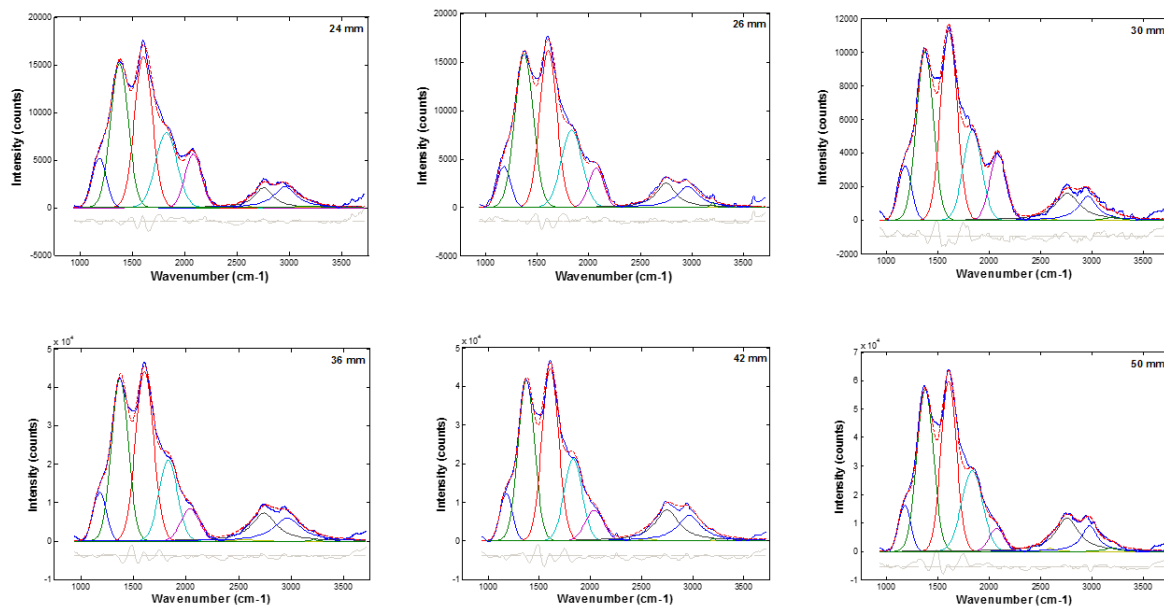 20000
15000
10000
5000
0
-5000
24 mm
Intensity (counts)
1000 1500 2000 2500 3000 3500
Wavenumber (cm-1)
20000
15000
10000
5000
0
-5000
26 mm
Intensity (counts)
1000 1500 2000 2500 3000 3500
Wavenumber (cm-1)
12000
10000
8000
6000
4000
2000
0
-2000
30 mm
Intensity (counts)
1000 1500 2000 2500 3000 3500
Wavenumber (cm-1)
x 10⁴
5
4
3
2
1
0
-1
36 mm
Intensity (counts)
1000 1500 2000 2500 3000 3500
Wavenumber (cm-1)
x 10⁴
5
4
3
2
1
0
-1
42 mm
Intensity (counts)
1000 1500 2000 2500 3000 3500
Wavenumber (cm-1)
x 10⁴
7
6
5
4
3
2
1
0
-1
50 mm
Intensity (counts)
1000 1500 2000 2500 3000 3500
Wavenumber (cm-1)